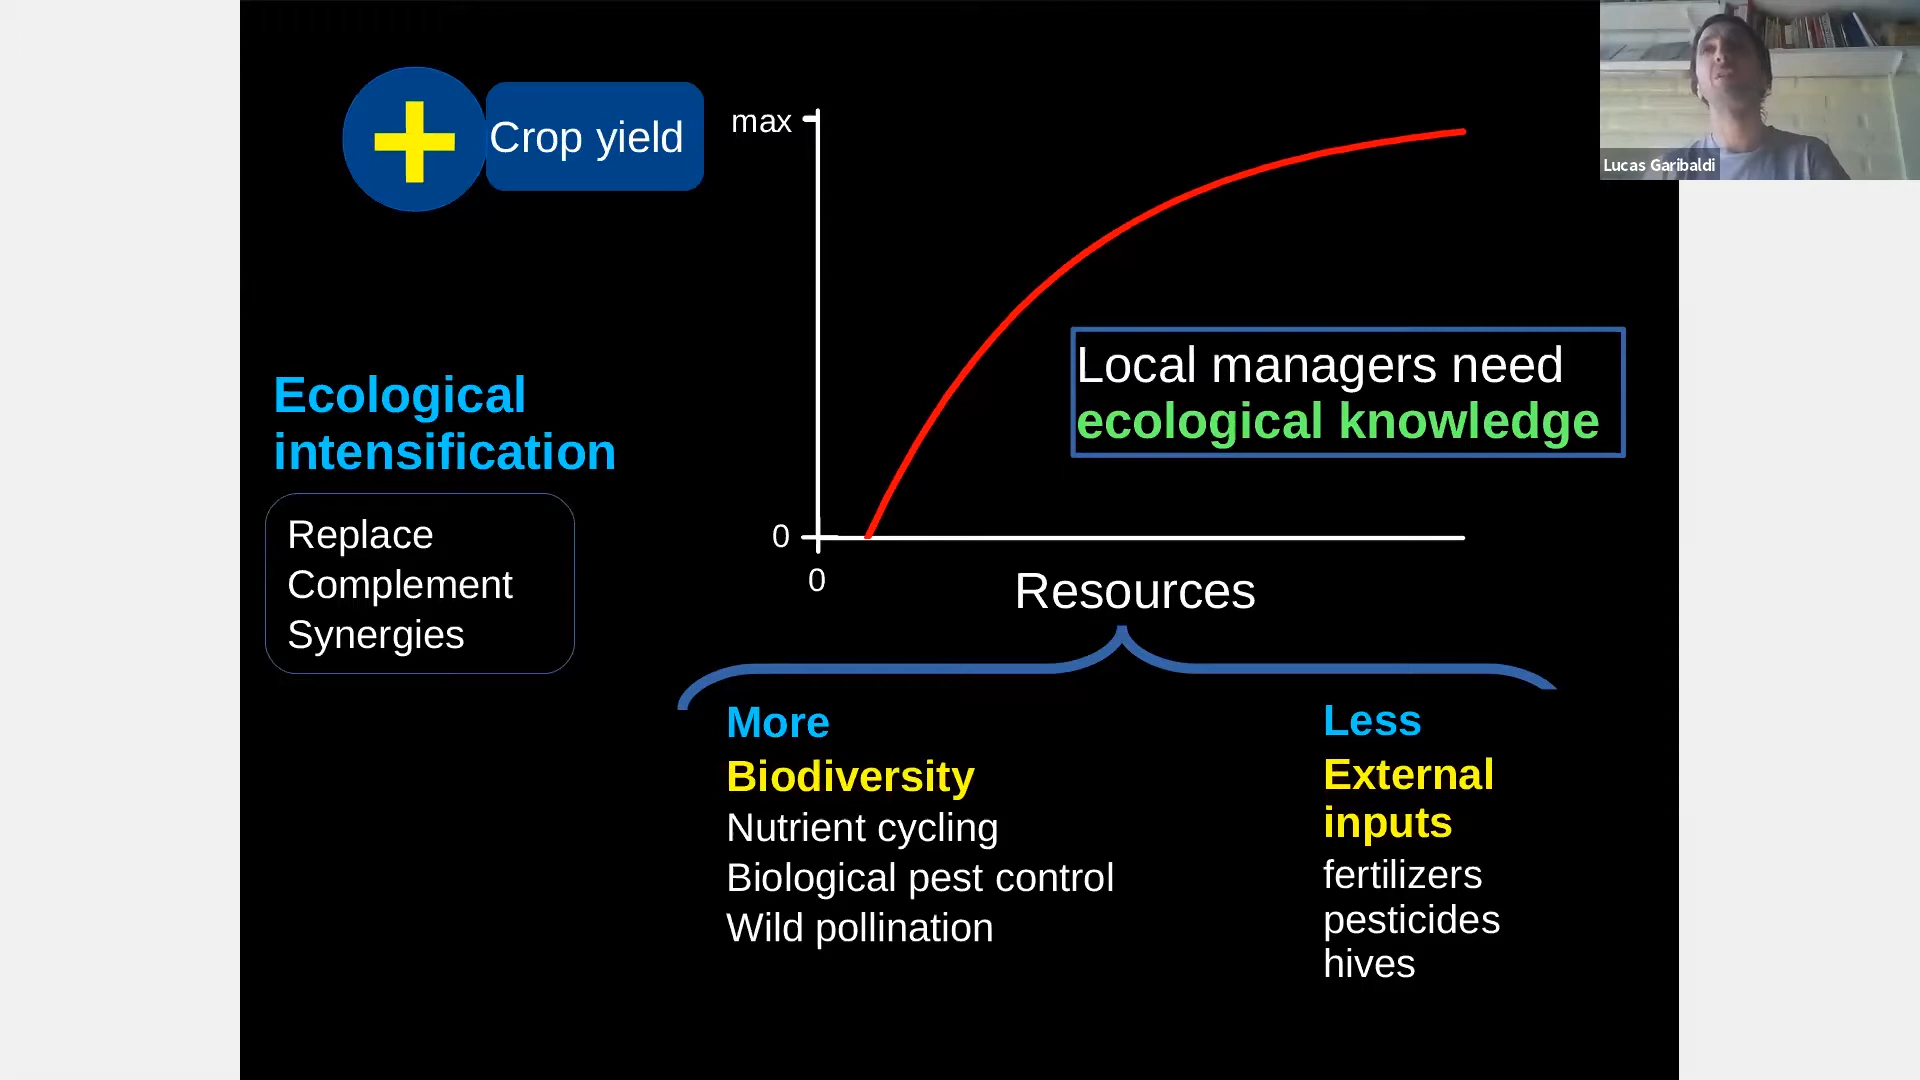 Crop yield
max
Lucas Garibaldi
Local managers need
ecological knowledge
Ecological
intensification
Replace
Complement
Synergies
0
0
Resources
More
Biodiversity
Nutrient cycling
Biological pest control
Wild pollination
Less
External
inputs
fertilizers
pesticides
hives